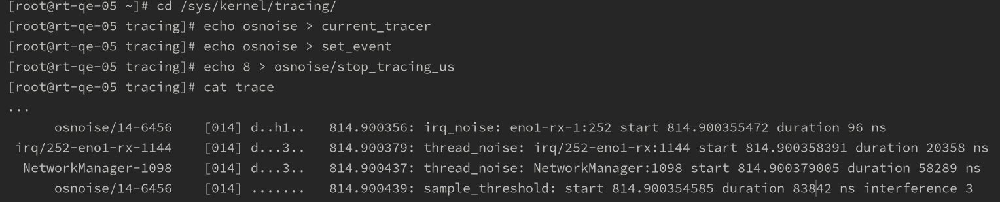 [root@rt-qe-05 ~]# cd /sys/kernel/tracing/
[root@rt-qe-05 tracing]# echo osnoise > current_tracer
[root@rt-qe-05 tracing]# echo osnoise > set_event
[root@rt-qe-05 tracing]# echo 8 > osnoise/stop_tracing_us
[root@rt-qe-05 tracing]# cat trace
...
osnoise/14-6456 [014] d..h1.. 814.900356: irq_noise: eno1-rx-1:252 start 814.900355472 duration 96 ns
irq/252-eno1-rx-1144 [014] d...3.. 814.900379: thread_noise: irq/252-eno1-rx:1144 start 814.900358391 duration 20358 ns
NetworkManager-1098 [014] d...3.. 814.900437: thread_noise: NetworkManager:1098 start 814.900379005 duration 58289 ns
osnoise/14-6456 [014] ....... 814.900439: sample_threshold: start 814.900354585 duration 83842 ns interference 3